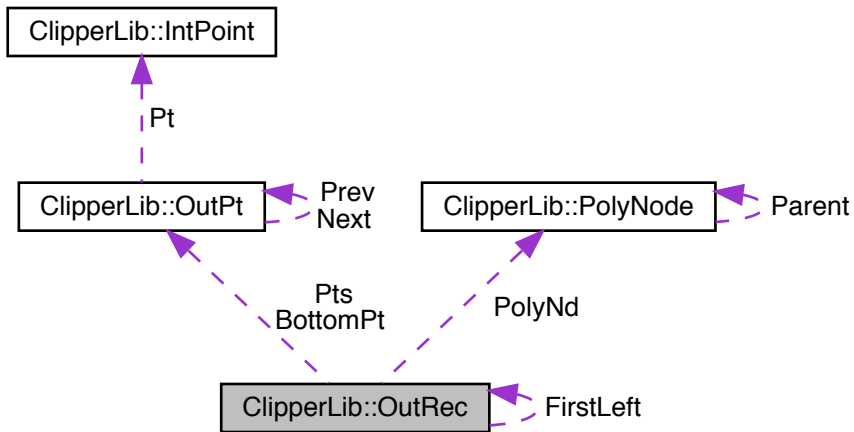 ClipperLib::IntPoint
Pt
ClipperLib::OutPt
Prev
Next
ClipperLib::PolyNode
Parent
Pts
BottomPt
PolyNd
ClipperLib::OutRec
FirstLeft